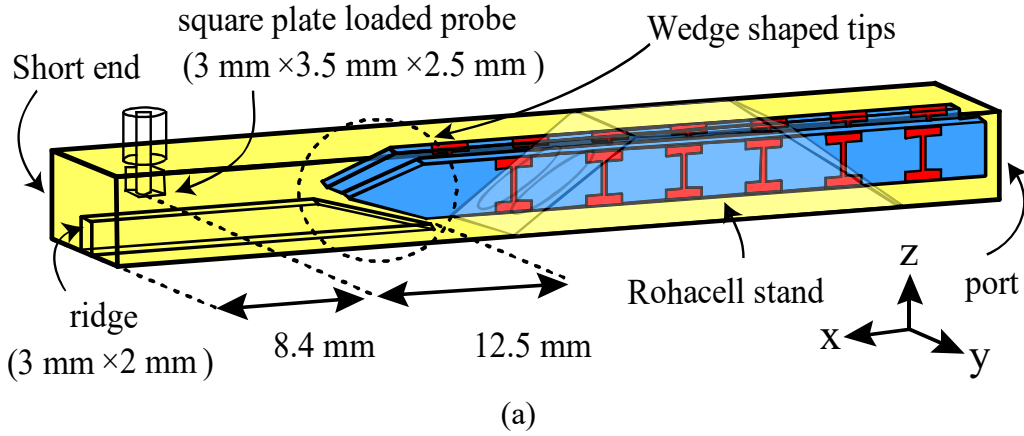 square plate loaded probe
(3 mm ×3.5 mm ×2.5 mm )
Wedge shaped tips
Short end
Rohacell stand
port
ridge
(3 mm ×2 mm )
8.4 mm
12.5 mm
z
x
y
(a)